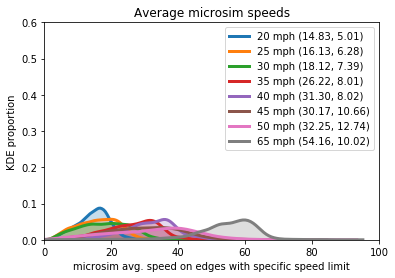 Average microsim speeds
0.6
0.5
0.4
0.3
0.2
0.1
0.0
KDE proportion
20 mph (14.83, 5.01)
25 mph (16.13, 6.28)
30 mph (18.12, 7.39)
35 mph (26.22, 8.01)
40 mph (31.30, 8.02)
45 mph (30.17, 10.66)
50 mph (32.25, 12.74)
65 mph (54.16, 10.02)
0 20 40 60 80 100
microsim avg. speed on edges with specific speed limit